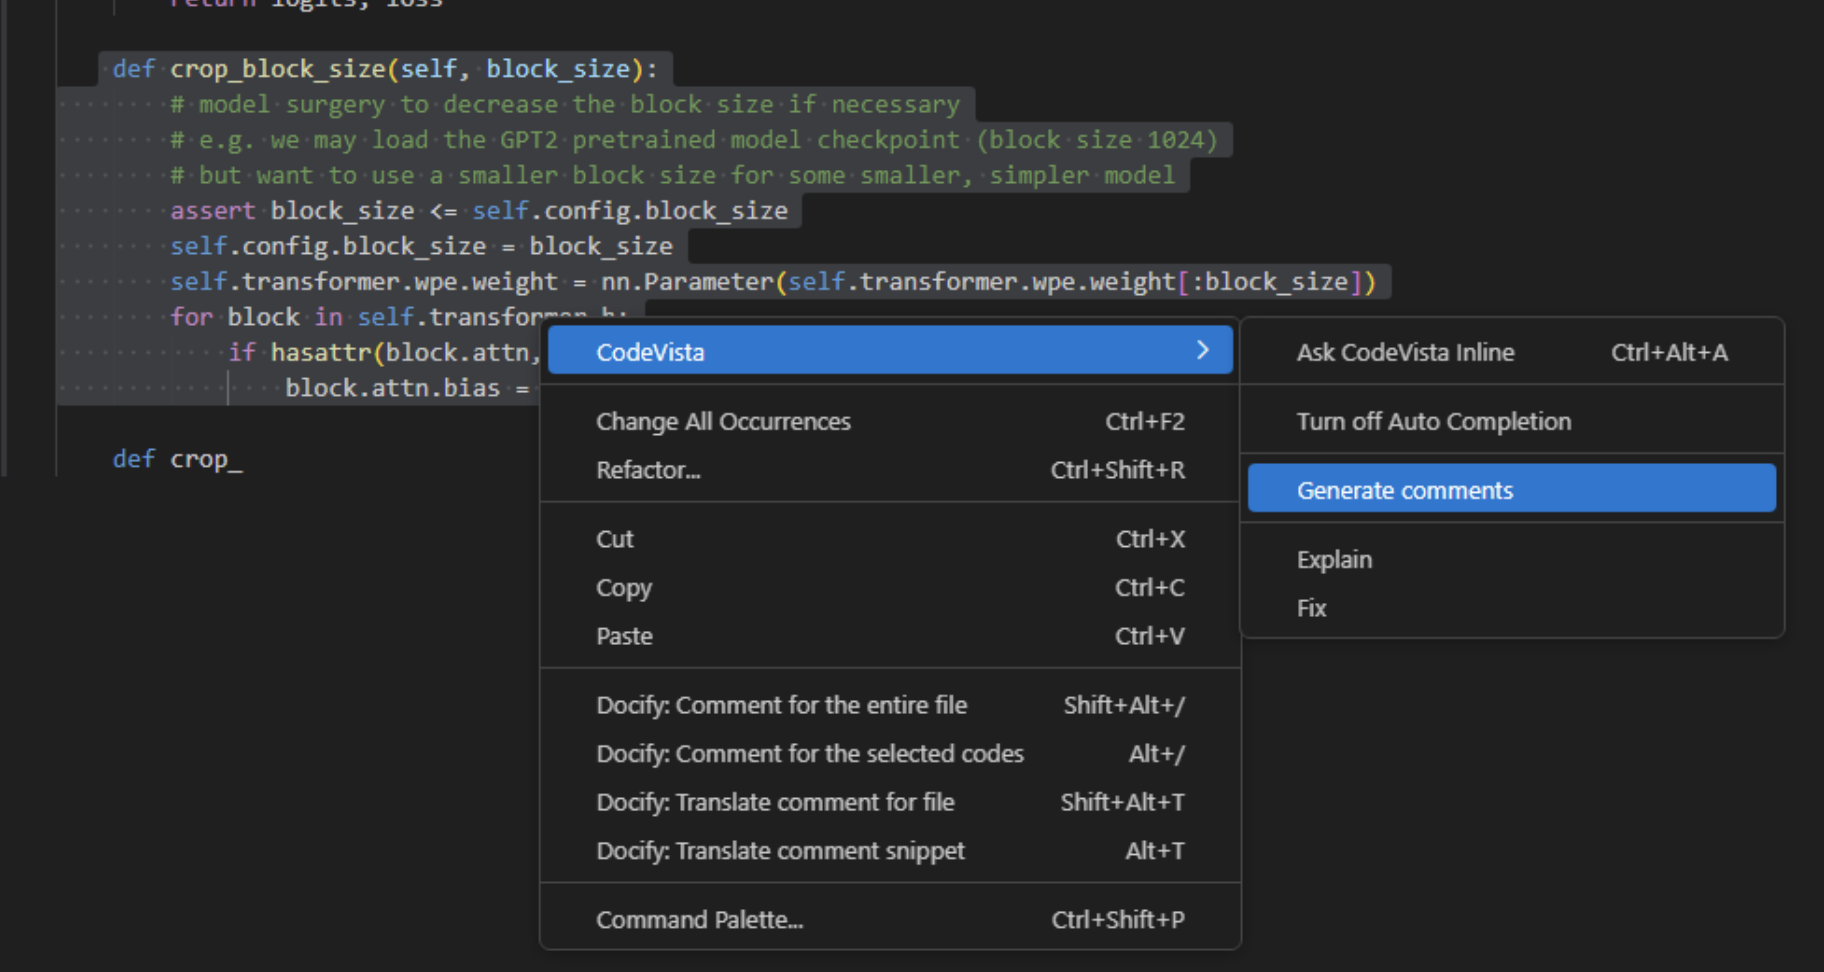 return logits, loss
def crop_block_size(self, block_size):
# model surgery to decrease the block size if necessary
# e.g. we may load the GPT2 pretrained model checkpoint (block size 1024)
# but want to use a smaller block size for some smaller, simpler model
assert block_size <= self.config.block_size
self.config.block_size = block_size
self.transformer.wpe.weight = nn.Parameter(self.transformer.wpe.weight[:block_size])
for block in self.transformer.h:
if hasattr(block.attn,
block.attn.bias =
def crop_
CodeVista
Change All Occurrences Ctrl+F2
Refactor... Ctrl+Shift+R
Cut Ctrl+X
Copy Ctrl+C
Paste Ctrl+V
Docify: Comment for the entire file Shift+Alt+/
Docify: Comment for the selected codes Alt+/
Docify: Translate comment for file Shift+Alt+T
Docify: Translate comment snippet Alt+T
Command Palette... Ctrl+Shift+P
Ask CodeVista Inline Ctrl+Alt+A
Turn off Auto Completion
Generate comments
Explain
Fix